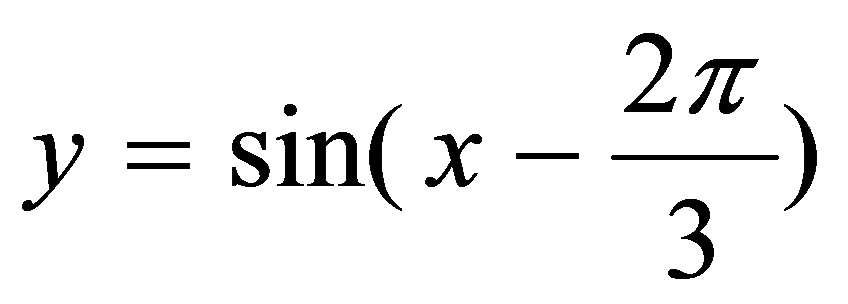 y = sin( x − 2π/3 )